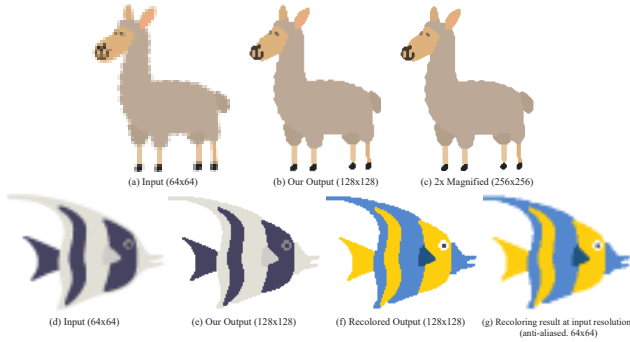 (a) Input (64x64)
(b) Our Output (128x128)
(c) 2x Magnified (256x256)
(d) Input (64x64)
(e) Our Output (128x128)
(f) Recolored Output (128x128)
(g) Recoloring result at input resolution
(anti-aliased. 64x64)